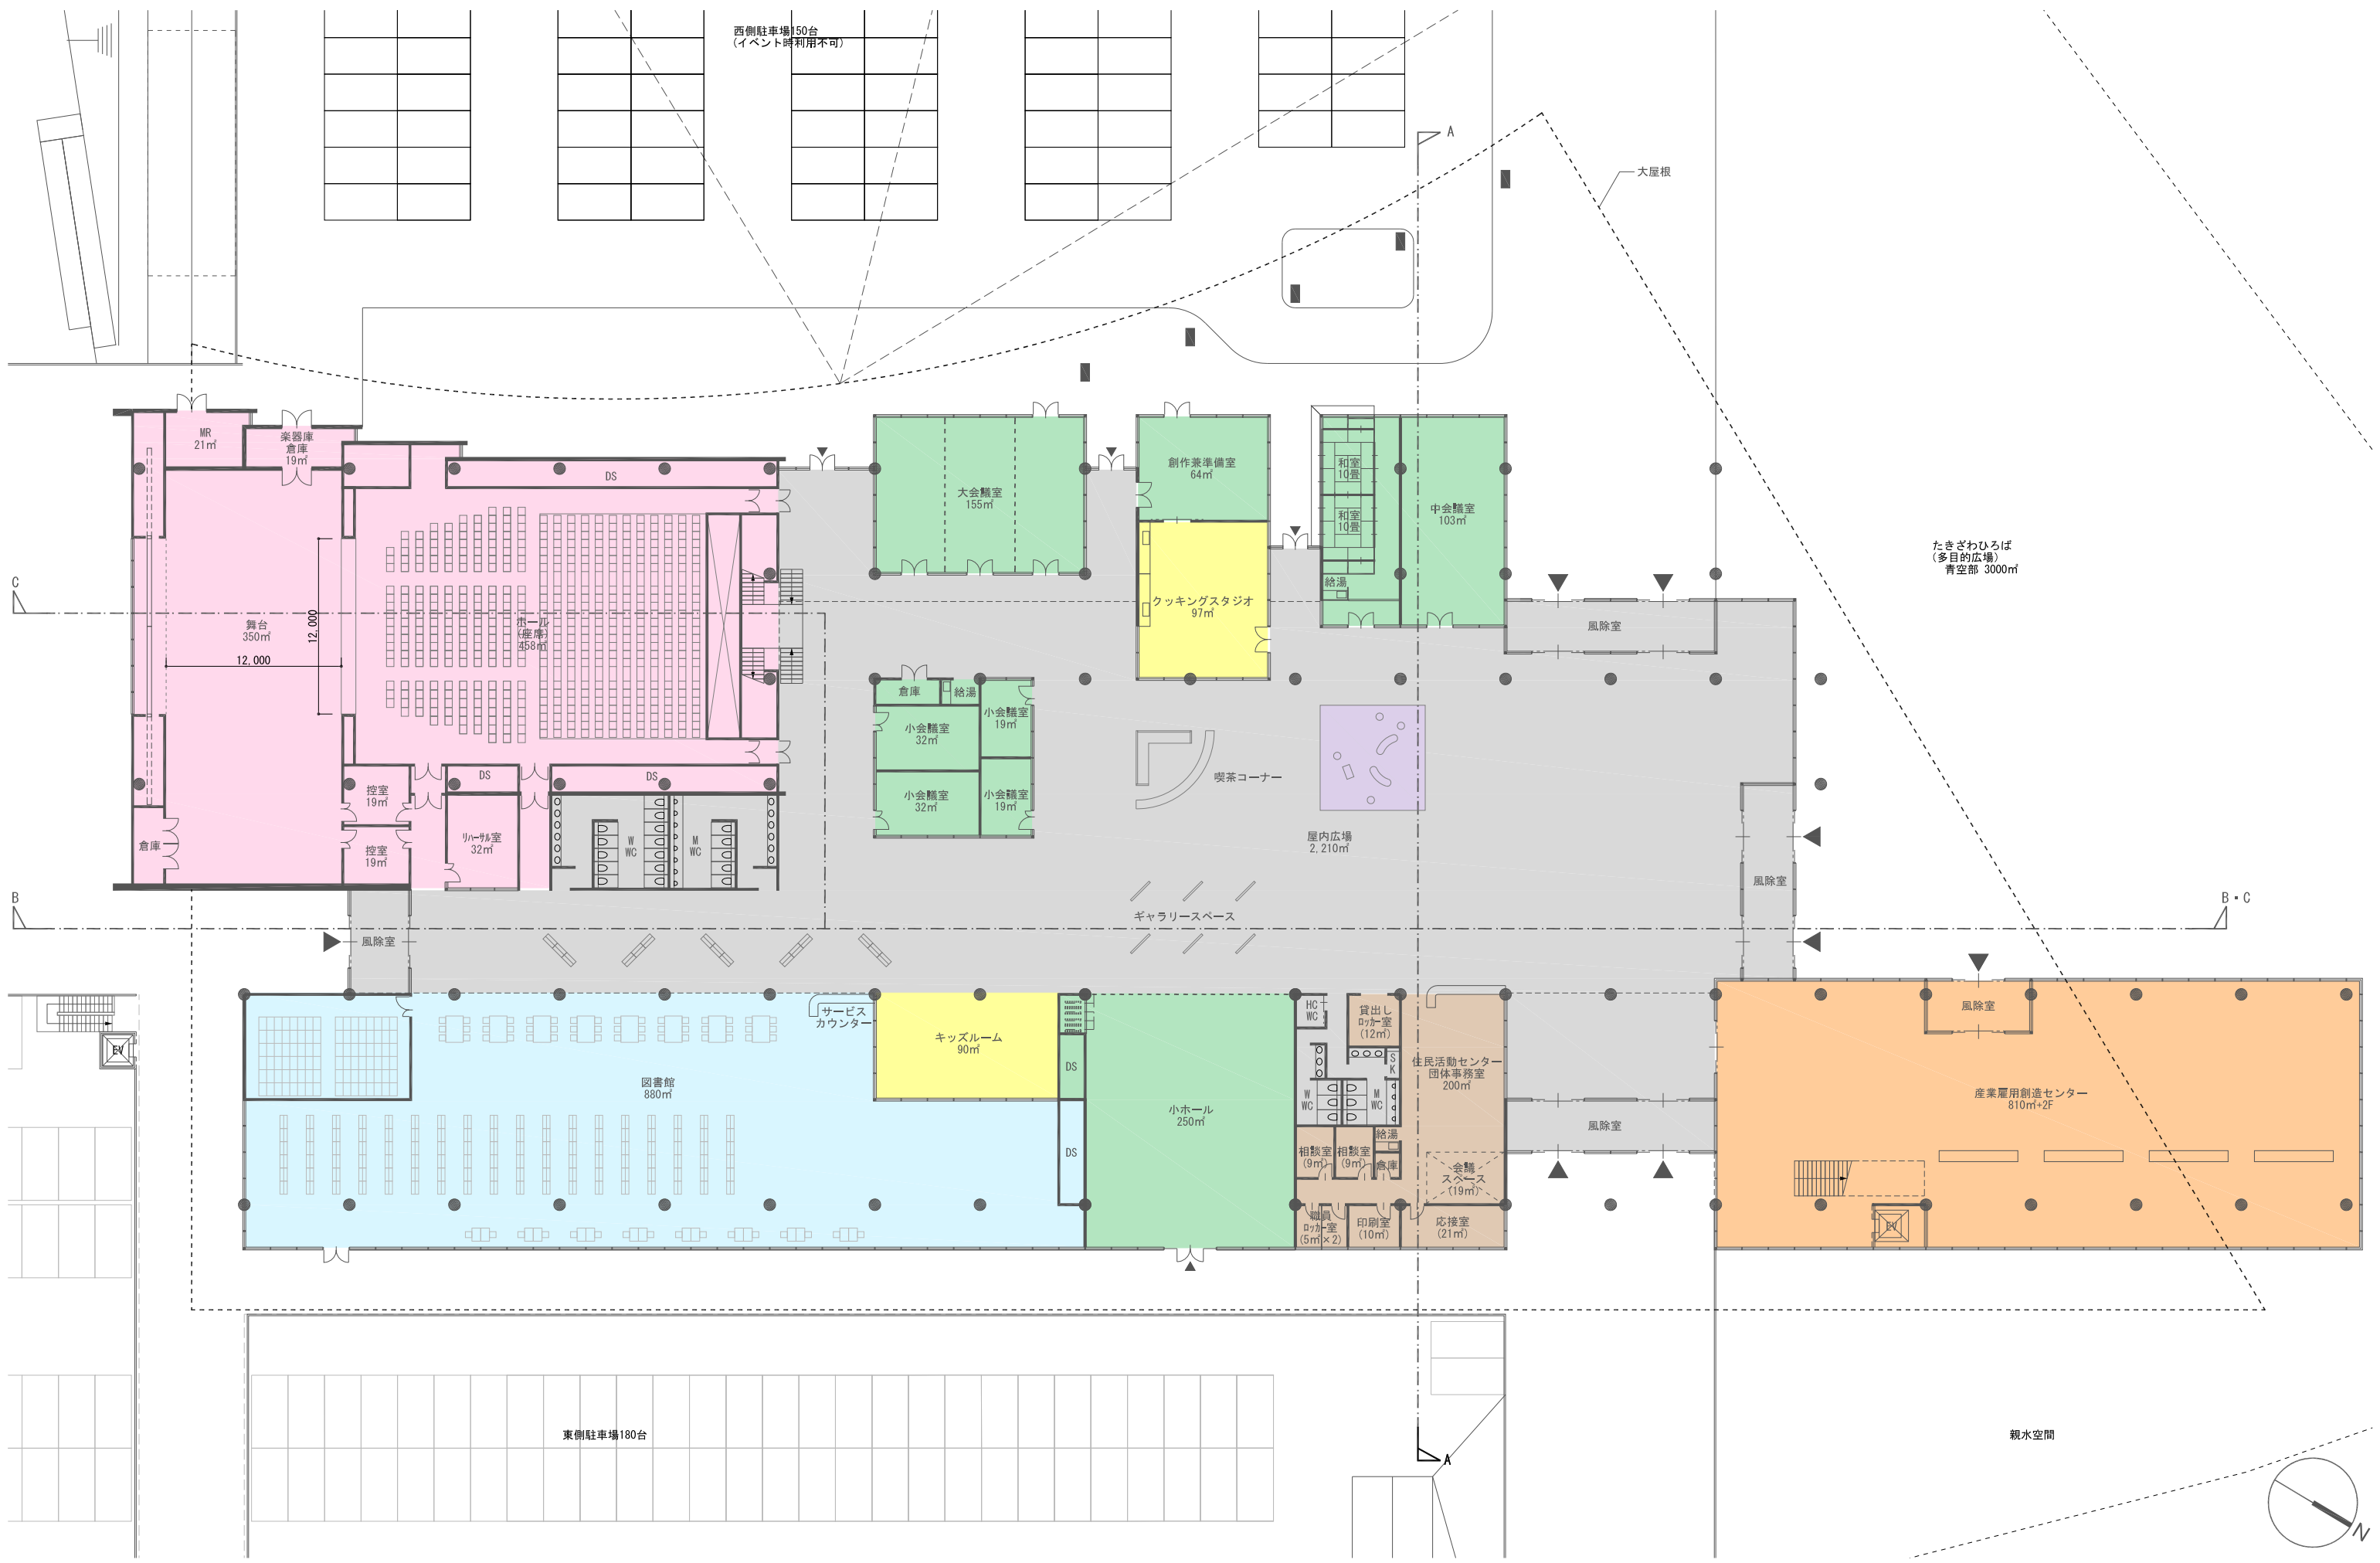 西側駐車場150台
（イベント時利用不可）
A
大屋根
MR
21㎡
楽器庫
倉庫
19㎡
DS
大会議室
155㎡
創作兼準備室
64㎡
和室
10畳
和室
10畳
中会議室
103㎡
給湯
たきざわひろば
（多目的広場）
青空部 3000㎡
C
舞台
350㎡
12,000
12,000
ホール
（座席）
458㎡
クッキングスタジオ
97㎡
風除室
倉庫
給湯
小会議室
32㎡
小会議室
19㎡
小会議室
32㎡
小会議室
19㎡
喫茶コーナー
DS
DS
控室
19㎡
控室
19㎡
倉庫
ﾘﾊｰｻﾙ室
32㎡
W
WC
M
WC
屋内広場
2,210㎡
風除室
B
B・C
ギャラリースペース
風除室
EV
サービス
カウンター
キッズルーム
90㎡
図書館
880㎡
DS
DS
小ホール
250㎡
HC
WC
貸出し
ﾛｯｶｰ室
(12㎡)
S
K
W
WC
M
WC
住民活動センター
団体事務室
200㎡
給湯
相談室
(9㎡)
相談室
(9㎡)
倉庫
会議
スペース
(19㎡)
職員
ﾛｯｶｰ室
(5㎡×2)
印刷室
(10㎡)
応接室
(21㎡)
風除室
風除室
産業雇用創造センター
810㎡+2F
EV
東側駐車場180台
A
親水空間
N